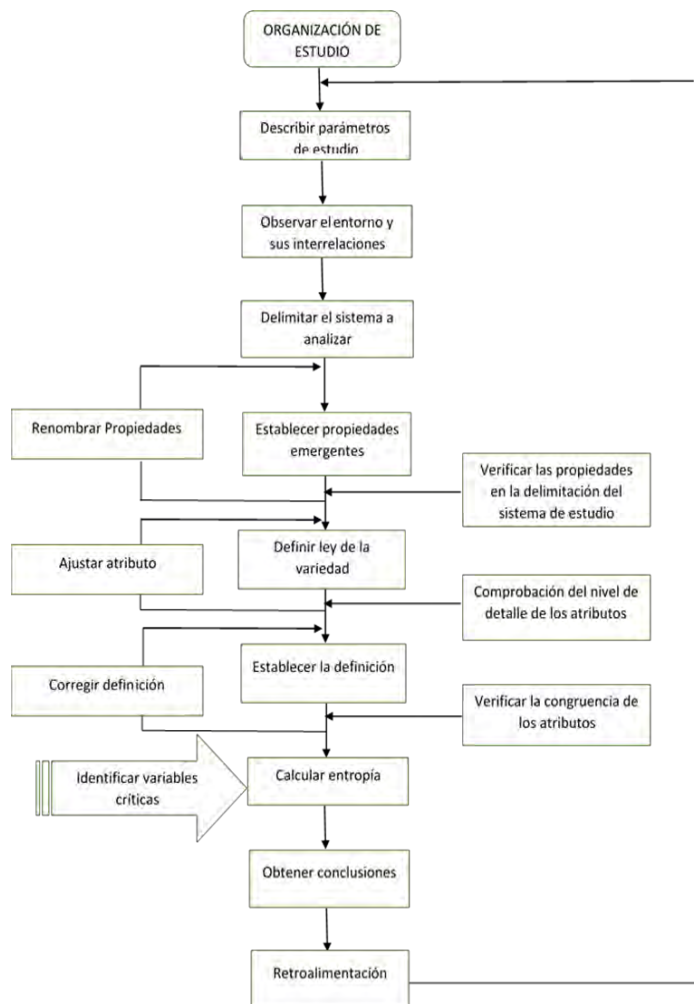 ORGANIZACIÓN DE
ESTUDIO
Describir parámetros
de estudio
Observar el entorno y
sus interrelaciones
Delimitar el sistema a
analizar
Renombrar Propiedades
Establecer propiedades
emergentes
Verificar las propiedades
en la delimitación del
sistema de estudio
Definir ley de la
variedad
Ajustar atributo
Comprobación del nivel de
detalle de los atributos
Establecer la definición
Corregir definición
Verificar la congruencia de
los atributos
Identificar variables
críticas
Calcular entropía
Obtener conclusiones
Retroalimentación